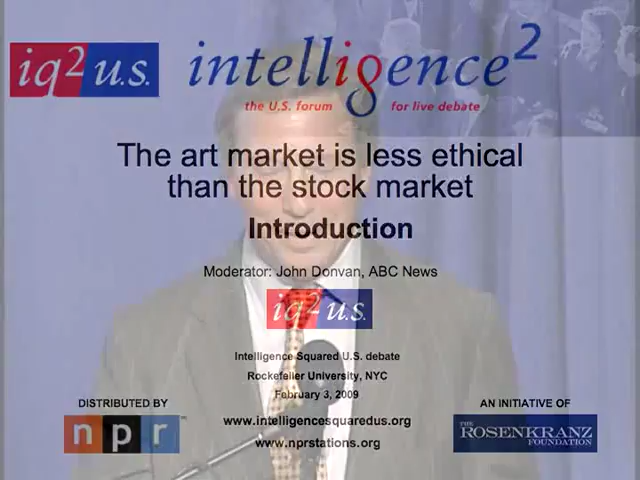 iq2 u.s.
intelligence2
the U.S. forum for live debate
The art market is less ethical
than the stock market
Introduction
Moderator: John Donvan, ABC News
iq2 u.s.
Intelligence Squared U.S. debate
Rockefeller University, NYC
February 3, 2009
DISTRIBUTED BY
AN INITIATIVE OF
npr
www.intelligencesquaredus.org
THE
ROSENKRANZ
FOUNDATION
www.nprstations.org